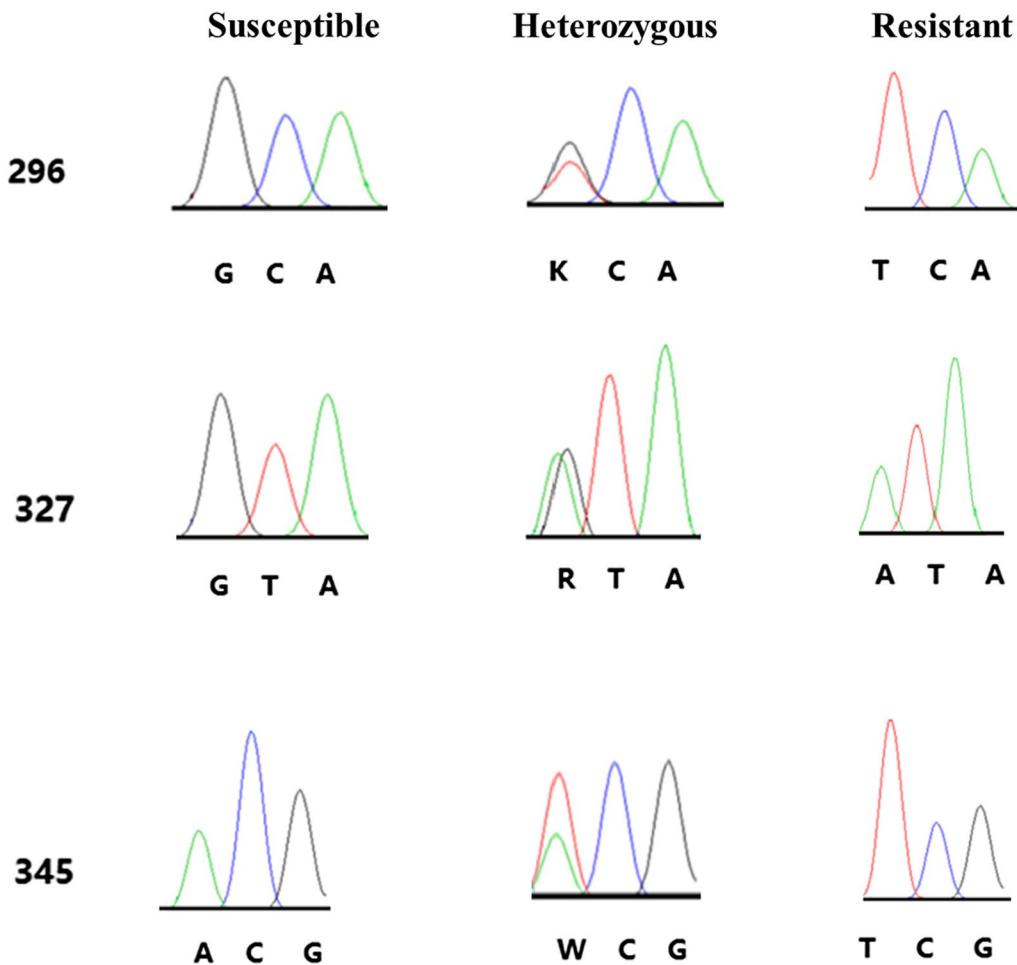 Susceptible Heterozygous Resistant
296
G C A K C A T C A
327
G T A R T A A T A
345
A C G W C G T C G